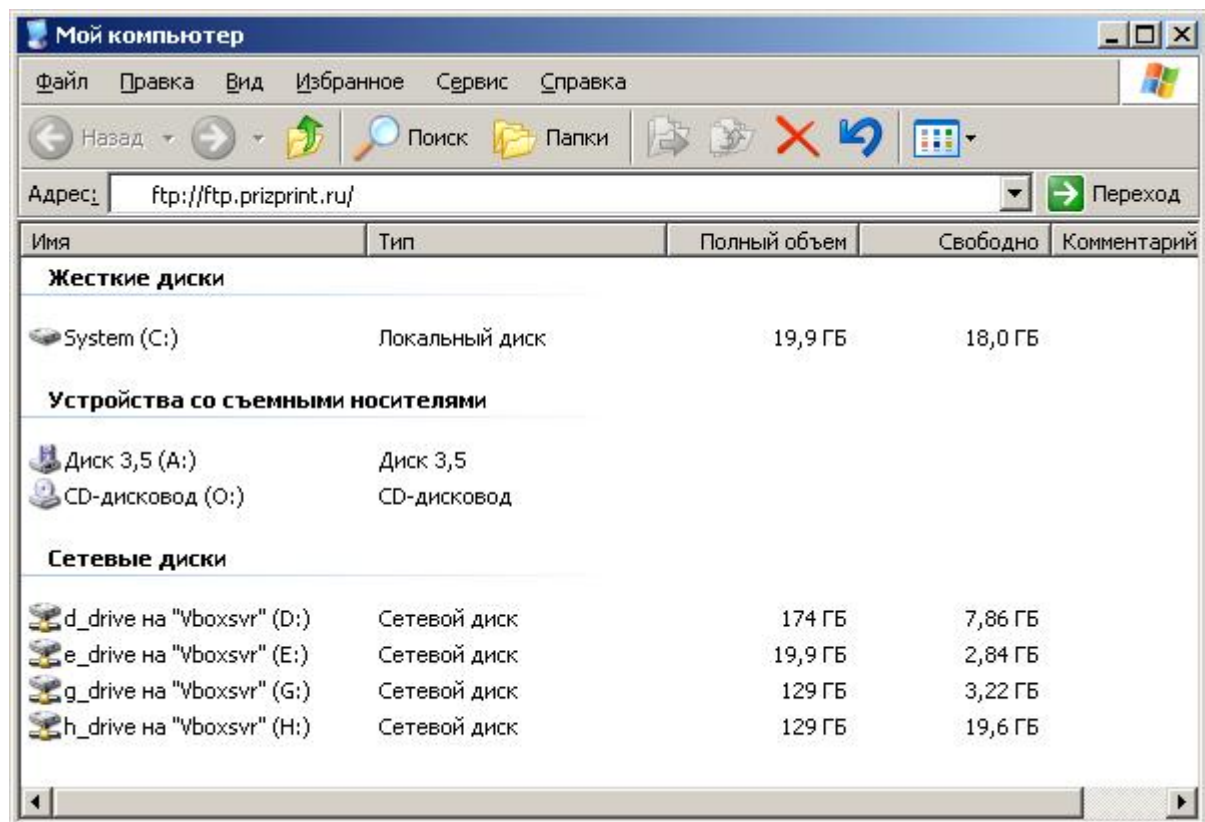 Мой компьютер
Файл Правка Вид Избранное Сервис Справка
Назад Поиск Папки
Адрес: ftp://ftp.prizprint.ru/ Переход
Имя Тип Полный объем Свободно Комментарий
Жесткие диски
System (C:) Локальный диск 19,9 ГБ 18,0 ГБ
Устройства со съемными носителями
Диск 3,5 (A:) Диск 3,5
CD-дисковод (O:) CD-дисковод
Сетевые диски
d_drive на "Vboxsvr" (D:) Сетевой диск 174 ГБ 7,86 ГБ
e_drive на "Vboxsvr" (E:) Сетевой диск 19,9 ГБ 2,84 ГБ
g_drive на "Vboxsvr" (G:) Сетевой диск 129 ГБ 3,22 ГБ
h_drive на "Vboxsvr" (H:) Сетевой диск 129 ГБ 19,6 ГБ